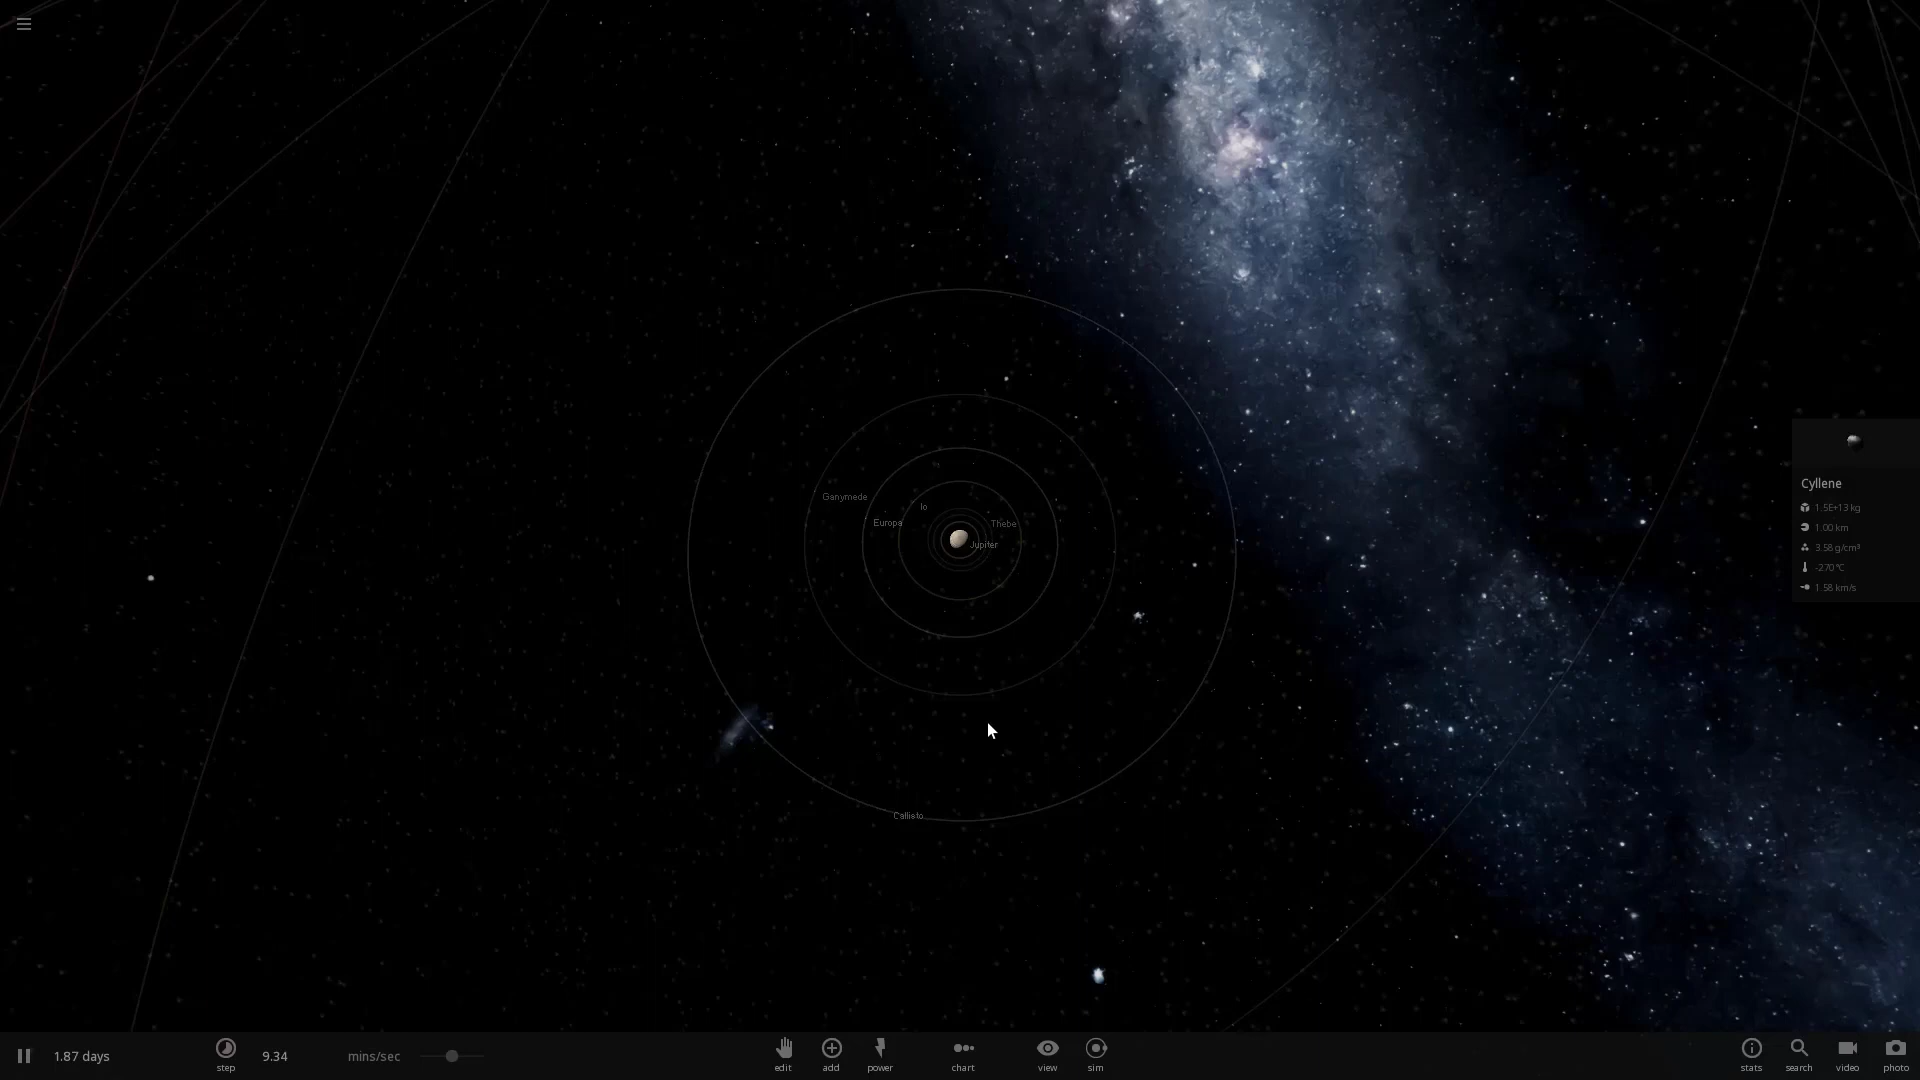 Ganymede
Io
Europa
Thebe
Jupiter
Callisto
Cyllene
1.5E+13 kg
1.00 km
3.58 g/cm³
-270°C
1.58 km/s
1.87 days
step
9.34
mins/sec
edit
add
power
chart
view
sim
stats
search
video
photo